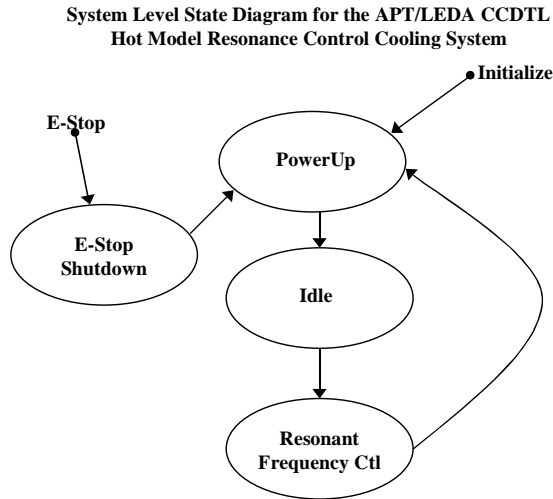 System Level State Diagram for the APT/LEDA CCDTL
Hot Model Resonance Control Cooling System
Initialize
E-Stop
PowerUp
E-Stop
Shutdown
Idle
Resonant
Frequency Ctl